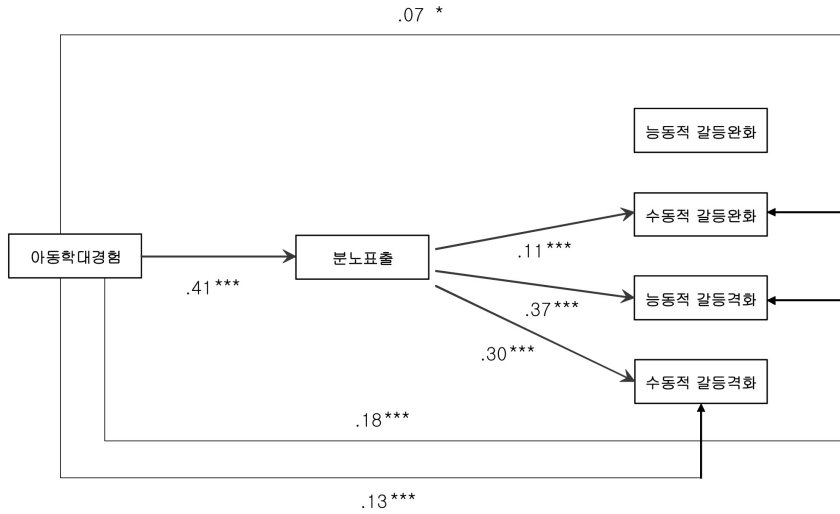 .07 *
능동적 갈등완화
수동적 갈등완화
아동학대경험
분노표출
.11***
.41***
능동적 갈등격화
.37***
.30***
수동적 갈등격화
.18***
.13***